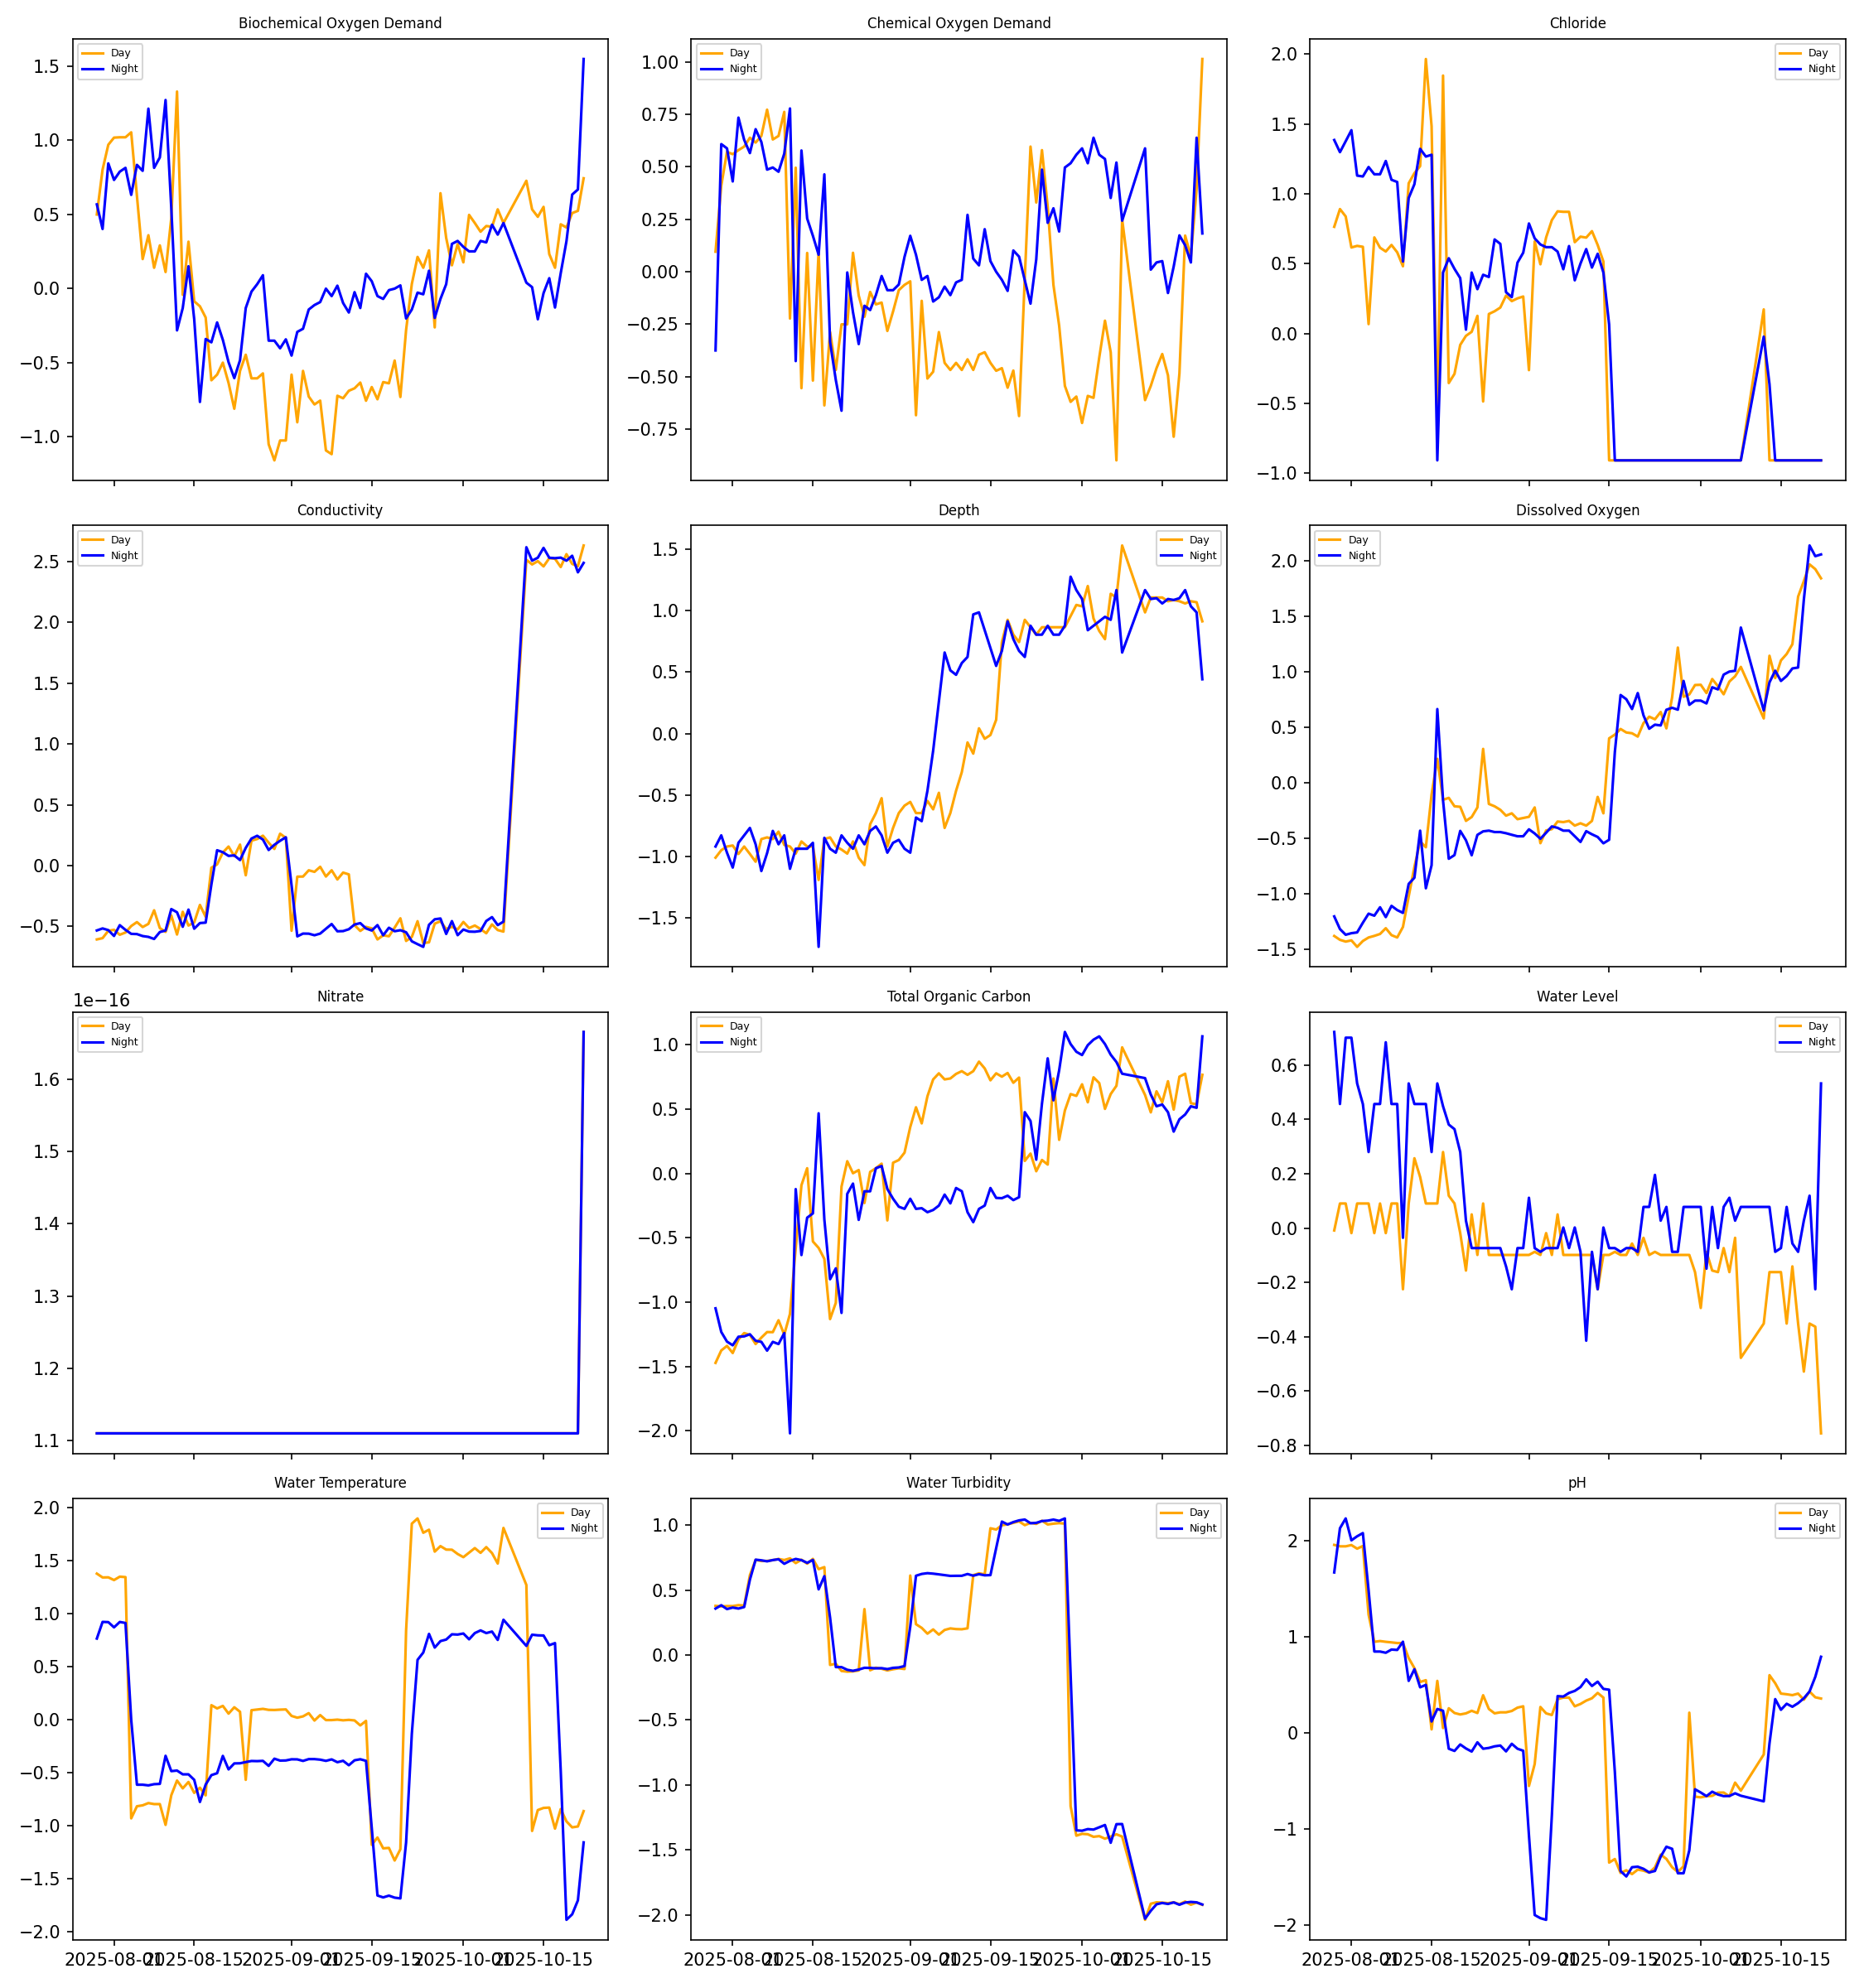 Biochemical Oxygen Demand
Day
Night
1.5
1.0
0.5
0.0
−0.5
−1.0
Chemical Oxygen Demand
Day
Night
1.00
0.75
0.50
0.25
0.00
−0.25
−0.50
−0.75
Chloride
Day
Night
2.0
1.5
1.0
0.5
0.0
−0.5
−1.0
Conductivity
Day
Night
2.5
2.0
1.5
1.0
0.5
0.0
−0.5
Depth
Day
Night
1.5
1.0
0.5
0.0
−0.5
−1.0
−1.5
Dissolved Oxygen
Day
Night
2.0
1.5
1.0
0.5
0.0
−0.5
−1.0
−1.5
Nitrate
1e−16
Day
Night
1.6
1.5
1.4
1.3
1.2
1.1
Total Organic Carbon
Day
Night
1.0
0.5
0.0
−0.5
−1.0
−1.5
−2.0
Water Level
Day
Night
0.6
0.4
0.2
0.0
−0.2
−0.4
−0.6
−0.8
Water Temperature
Day
Night
2.0
1.5
1.0
0.5
0.0
−0.5
−1.0
−1.5
−2.0
2025-08-01 2025-08-15 2025-09-01 2025-09-15 2025-10-01 2025-10-15
Water Turbidity
Day
Night
1.0
0.5
0.0
−0.5
−1.0
−1.5
−2.0
2025-08-01 2025-08-15 2025-09-01 2025-09-15 2025-10-01 2025-10-15
pH
Day
Night
2
1
0
−1
−2
2025-08-01 2025-08-15 2025-09-01 2025-09-15 2025-10-01 2025-10-15